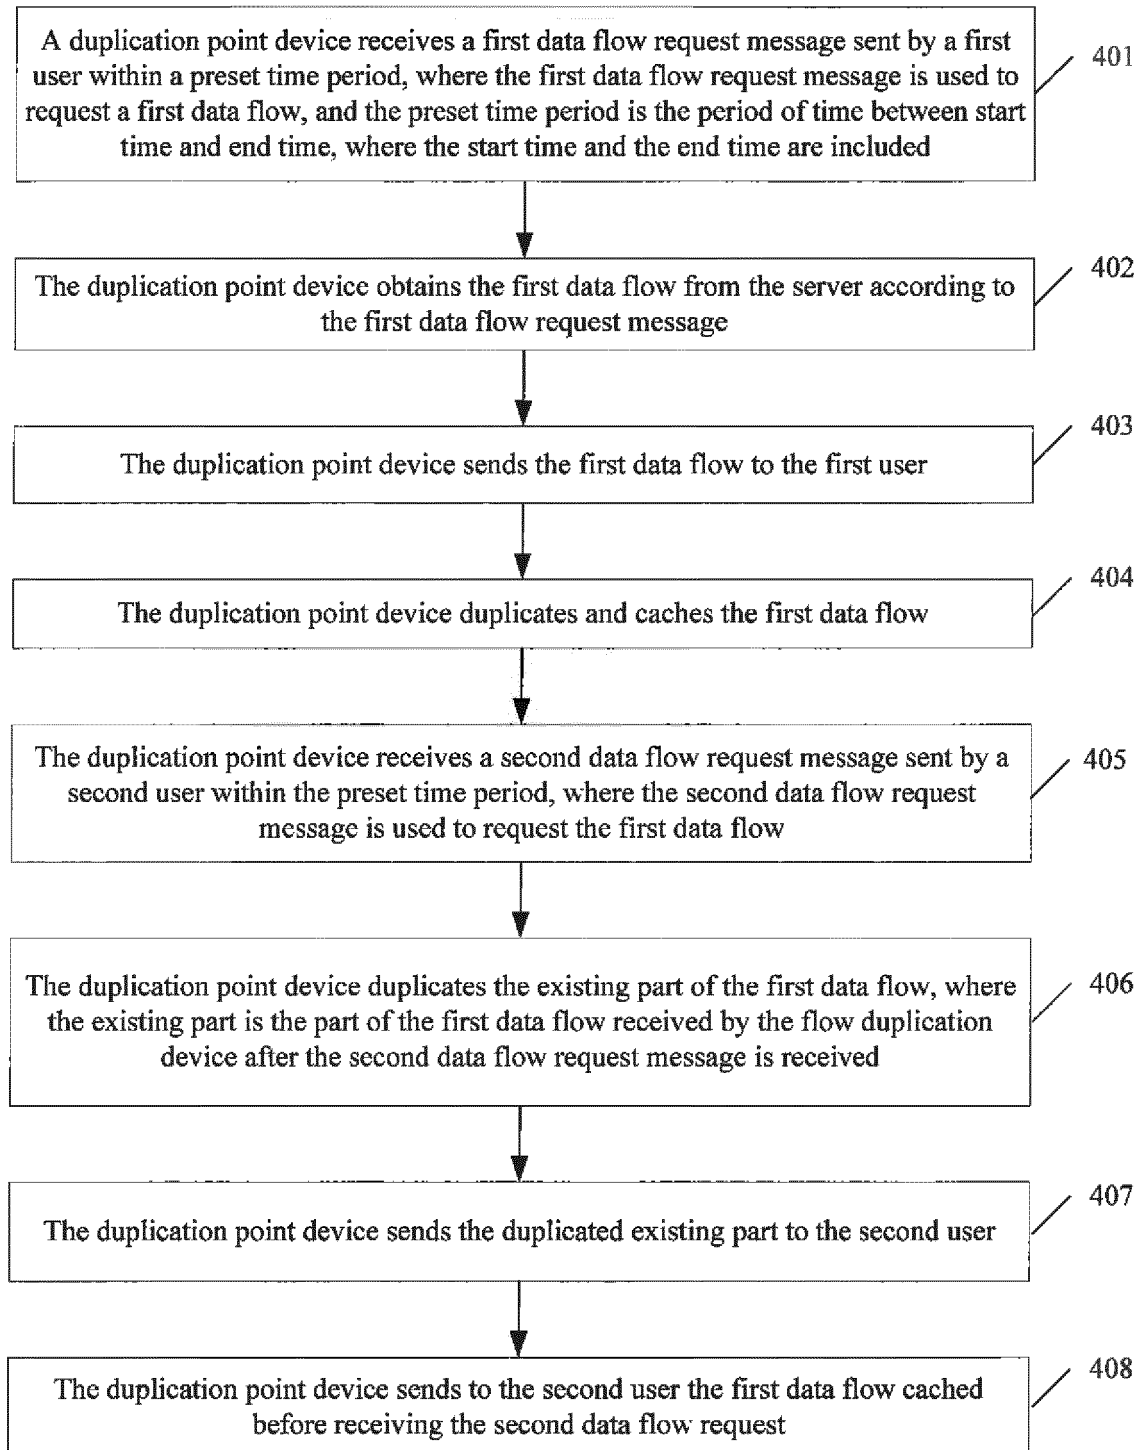 A duplication point device receives a first data flow request message sent by a first
user within a preset time period, where the first data flow request message is used to
request a first data flow, and the preset time period is the period of time between start
time and end time, where the start time and the end time are included
401
The duplication point device obtains the first data flow from the server according to
the first data flow request message
402
The duplication point device sends the first data flow to the first user
403
The duplication point device duplicates and caches the first data flow
404
The duplication point device receives a second data flow request message sent by a
second user within the preset time period, where the second data flow request
message is used to request the first data flow
405
The duplication point device duplicates the existing part of the first data flow, where
the existing part is the part of the first data flow received by the flow duplication
device after the second data flow request message is received
406
The duplication point device sends the duplicated existing part to the second user
407
The duplication point device sends to the second user the first data flow cached
before receiving the second data flow request
408